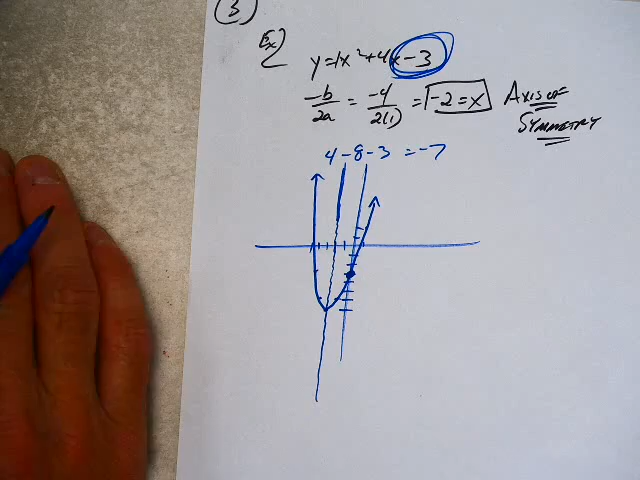 3
Ex
y=1x²+4x-3
-b/2a = -4/2(1) = -2=x Axis of
Symmetry
4-8-3 = -7